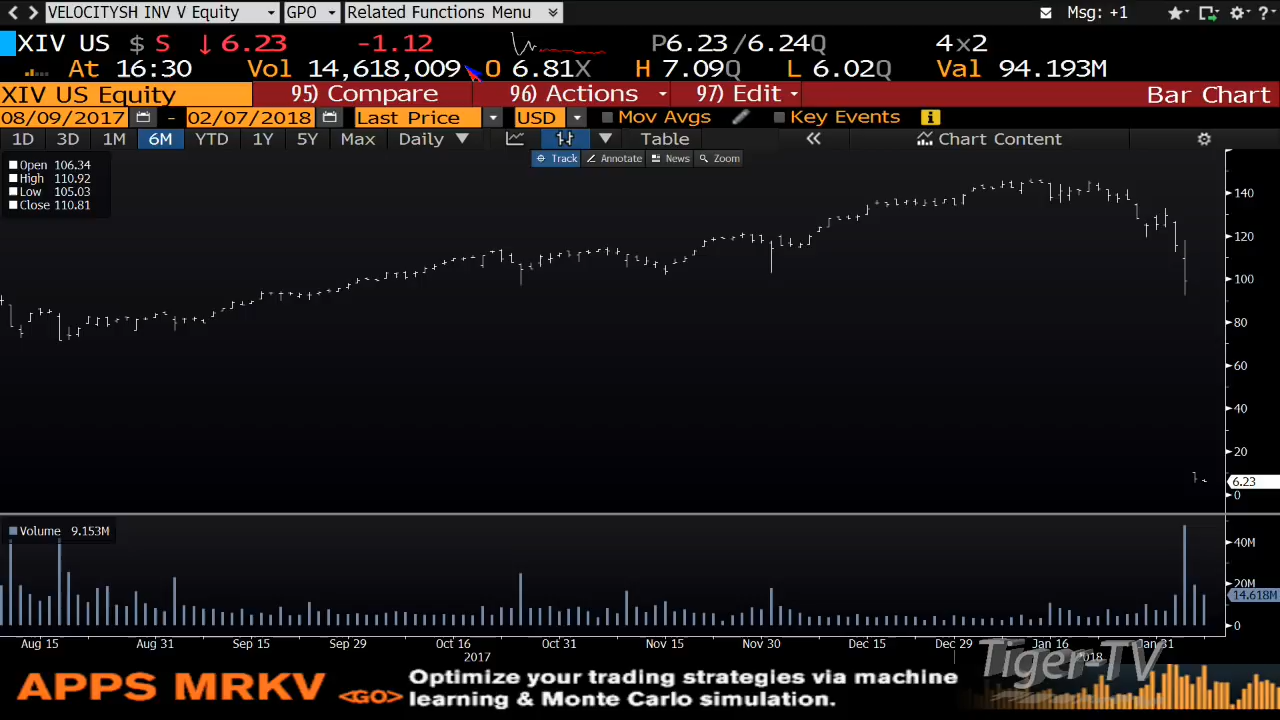 VELOCITYSH INV V Equity GPO Related Functions Menu Msg: +1 ?
XIV US $ S ↓ 6.23 -1.12 P6.23 /6.24Q 4x2
At 16:30 Vol 14,618,009 O 6.81X H 7.09Q L 6.02Q Val 94.193M
XIV US Equity 95) Compare 96) Actions 97) Edit Bar Chart
08/09/2017 - 02/07/2018 Last Price USD Mov Avgs Key Events i
1D 3D 1M 6M YTD 1Y 5Y Max Daily ▼ Table « Chart Content
Track Annotate News Zoom
Open 106.34
High 110.92
Low 105.03
Close 110.81
140
120
100
80
60
40
20
6.23
0
Volume 9.153M
40M
20M
14.618M
0
Aug 15 Aug 31 Sep 15 Sep 29 Oct 16 Oct 31 Nov 15 Nov 30 Dec 15 Dec 29 Jan 16 Jan 31
2017 2018
Tiger-TV
APPS MRKV <GO> Optimize your trading strategies via machine
learning & Monte Carlo simulation.